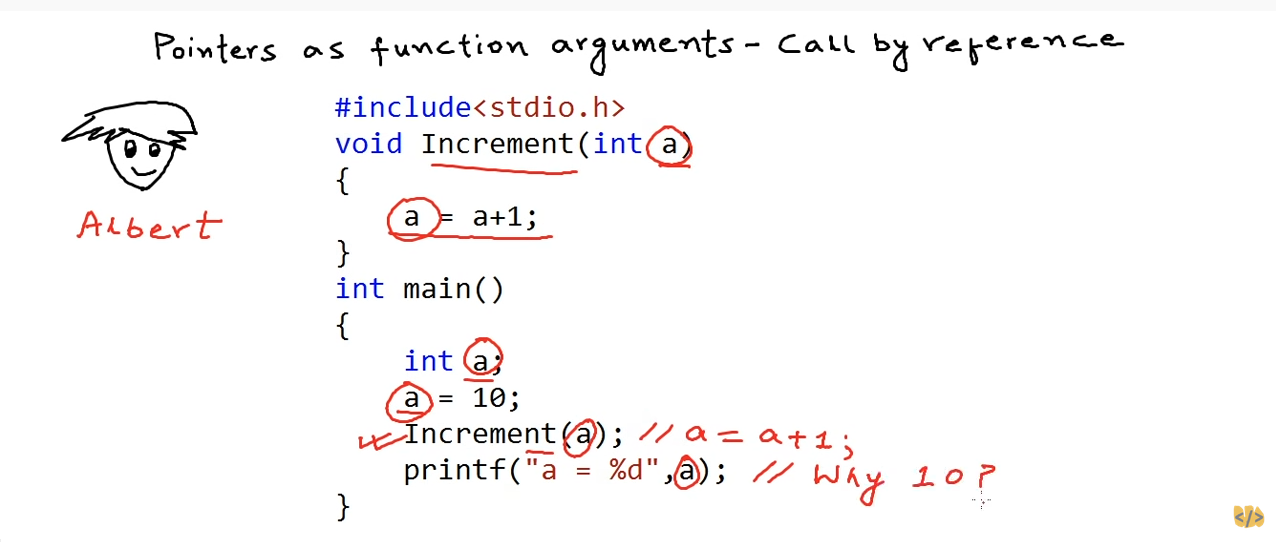 Pointers as function arguments - Call by reference
Albert
#include<stdio.h>
void Increment(int a)
{
a = a+1;
}
int main()
{
int a;
a = 10;
Increment(a); // a = a+1;
printf("a = %d",a); // Why 10?
}
</>